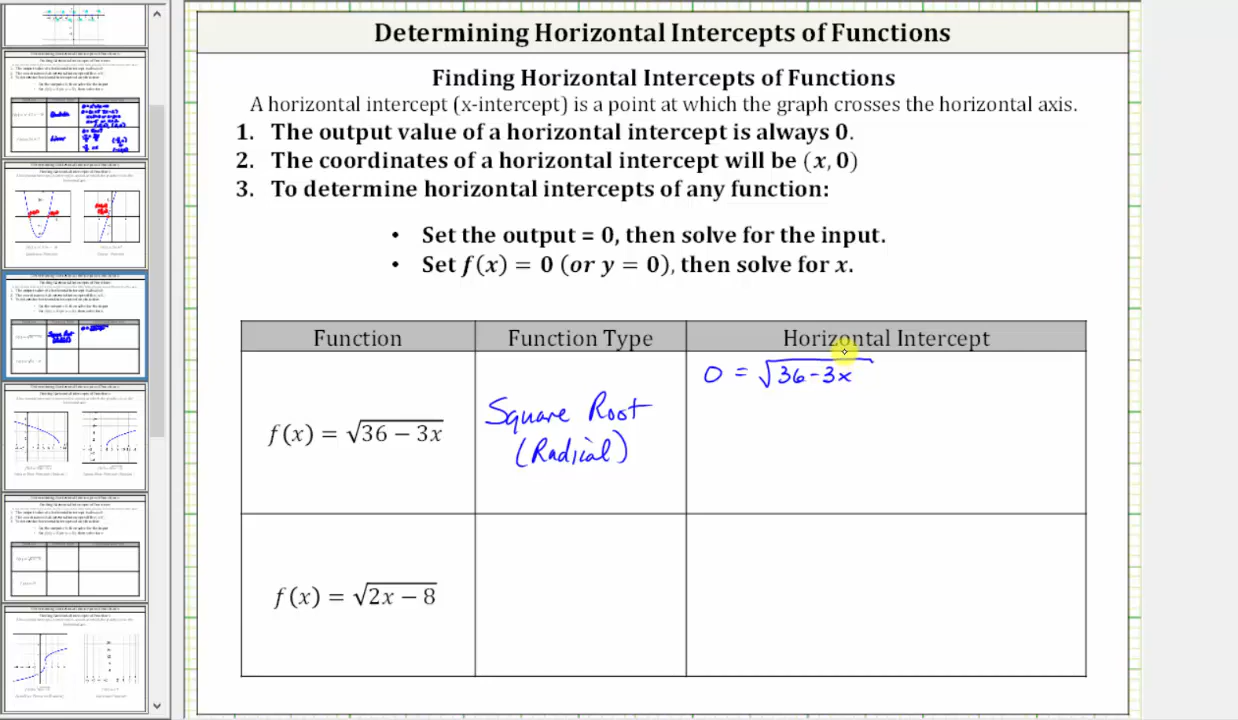 Determining Horizontal Intercepts of Functions
Finding Horizontal Intercepts of Functions
A horizontal intercept (x-intercept) is a point at which the graph crosses the horizontal axis.
1. The output value of a horizontal intercept is always 0.
2. The coordinates of a horizontal intercept will be (x, 0)
3. To determine horizontal intercepts of any function:
• Set the output = 0, then solve for the input.
• Set f(x) = 0 (or y = 0), then solve for x.
Function Function Type Horizontal Intercept
0 = √36-3x
f(x) = √36 − 3x Square Root
(Radical)
f(x) = √2x − 8